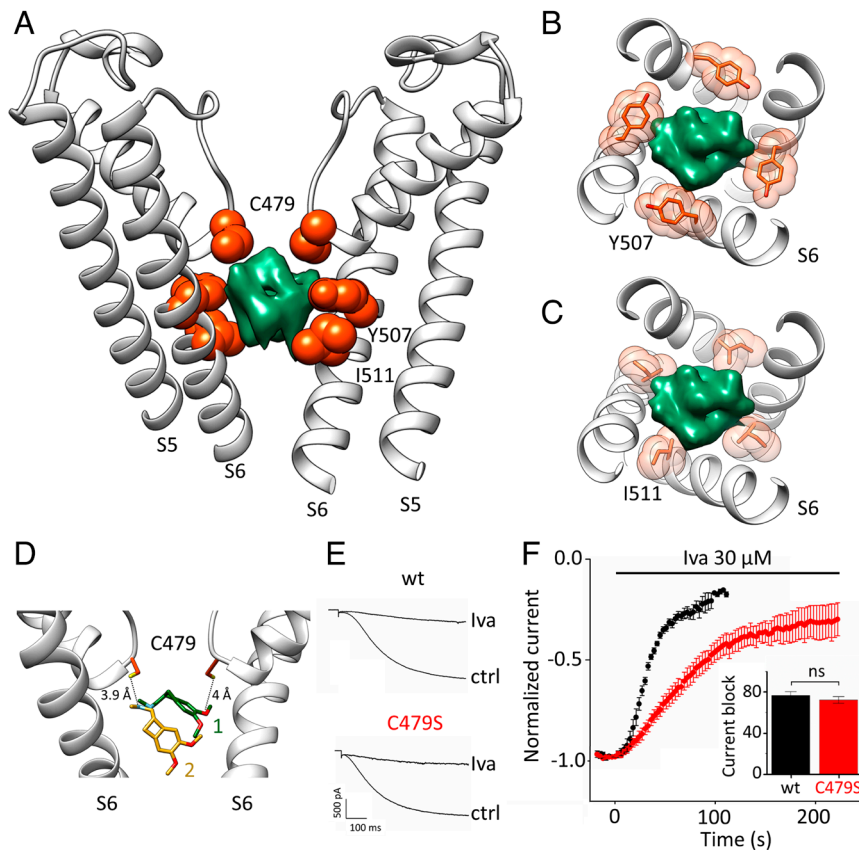 A
C479
Y507
I511
S5
S6
S6
S5
B
Y507
S6
C
I511
S6
D
C479
3.9 Å
4 Å
1
2
S6
S6
E
wt
Iva
ctrl
C479S
Iva
ctrl
500 pA
100 ms
F
Iva 30 µM
0.0
-0.5
-1.0
Normalized current
0
100
200
Time (s)
ns
80
40
0
Current block
wt
C479S